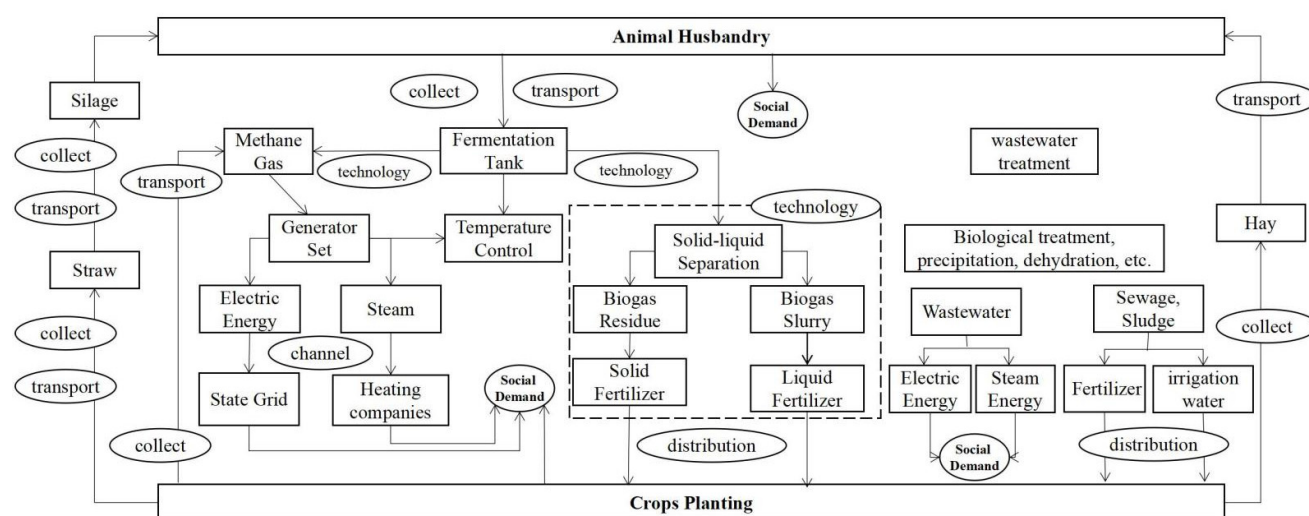 Animal Husbandry
Silage
collect
transport
Social
Demand
transport
collect
Methane
Gas
Fermentation
Tank
wastewater
treatment
transport
technology
technology
transport
technology
Generator
Set
Temperature
Control
Solid-liquid
Separation
Hay
Straw
Biological treatment,
precipitation, dehydration, etc.
Electric
Energy
Steam
Biogas
Residue
Biogas
Slurry
Wastewater
Sewage,
Sludge
collect
collect
channel
transport
State Grid
Heating
companies
Social
Demand
Solid
Fertilizer
Liquid
Fertilizer
Electric
Energy
Steam
Energy
Fertilizer
irrigation
water
collect
distribution
Social
Demand
distribution
Crops Planting